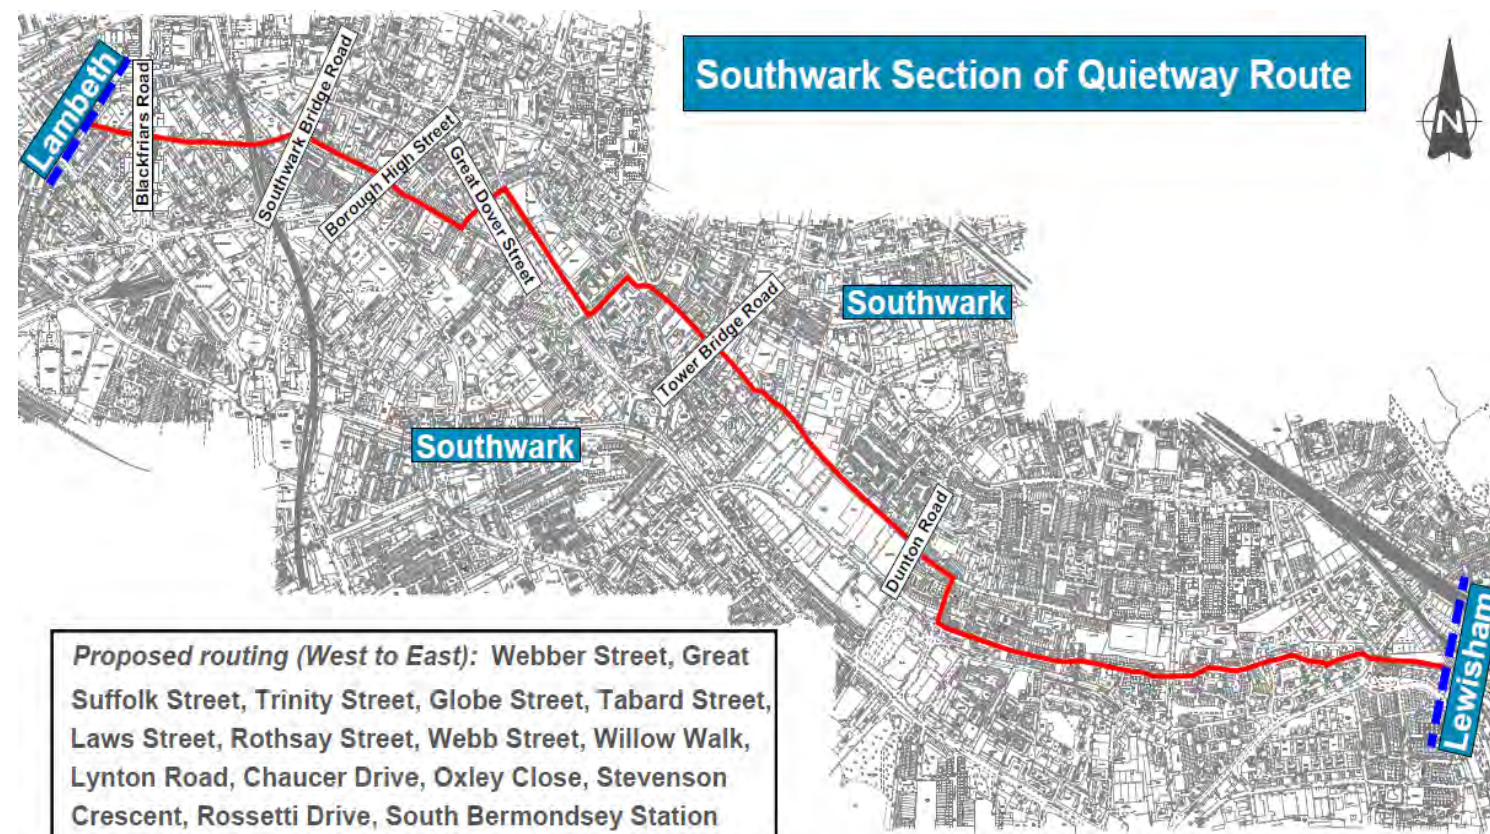 Southwark Section of Quietway Route
N
Lambeth
Blackfriars Road
Southwark Bridge Road
Borough High Street
Great Dover Street
Tower Bridge Road
Southwark
Southwark
Dunton Road
Lewisham
Proposed routing (West to East): Webber Street, Great
Suffolk Street, Trinity Street, Globe Street, Tabard Street,
Laws Street, Rothsay Street, Webb Street, Willow Walk,
Lynton Road, Chaucer Drive, Oxley Close, Stevenson
Crescent, Rossetti Drive, South Bermondsey Station